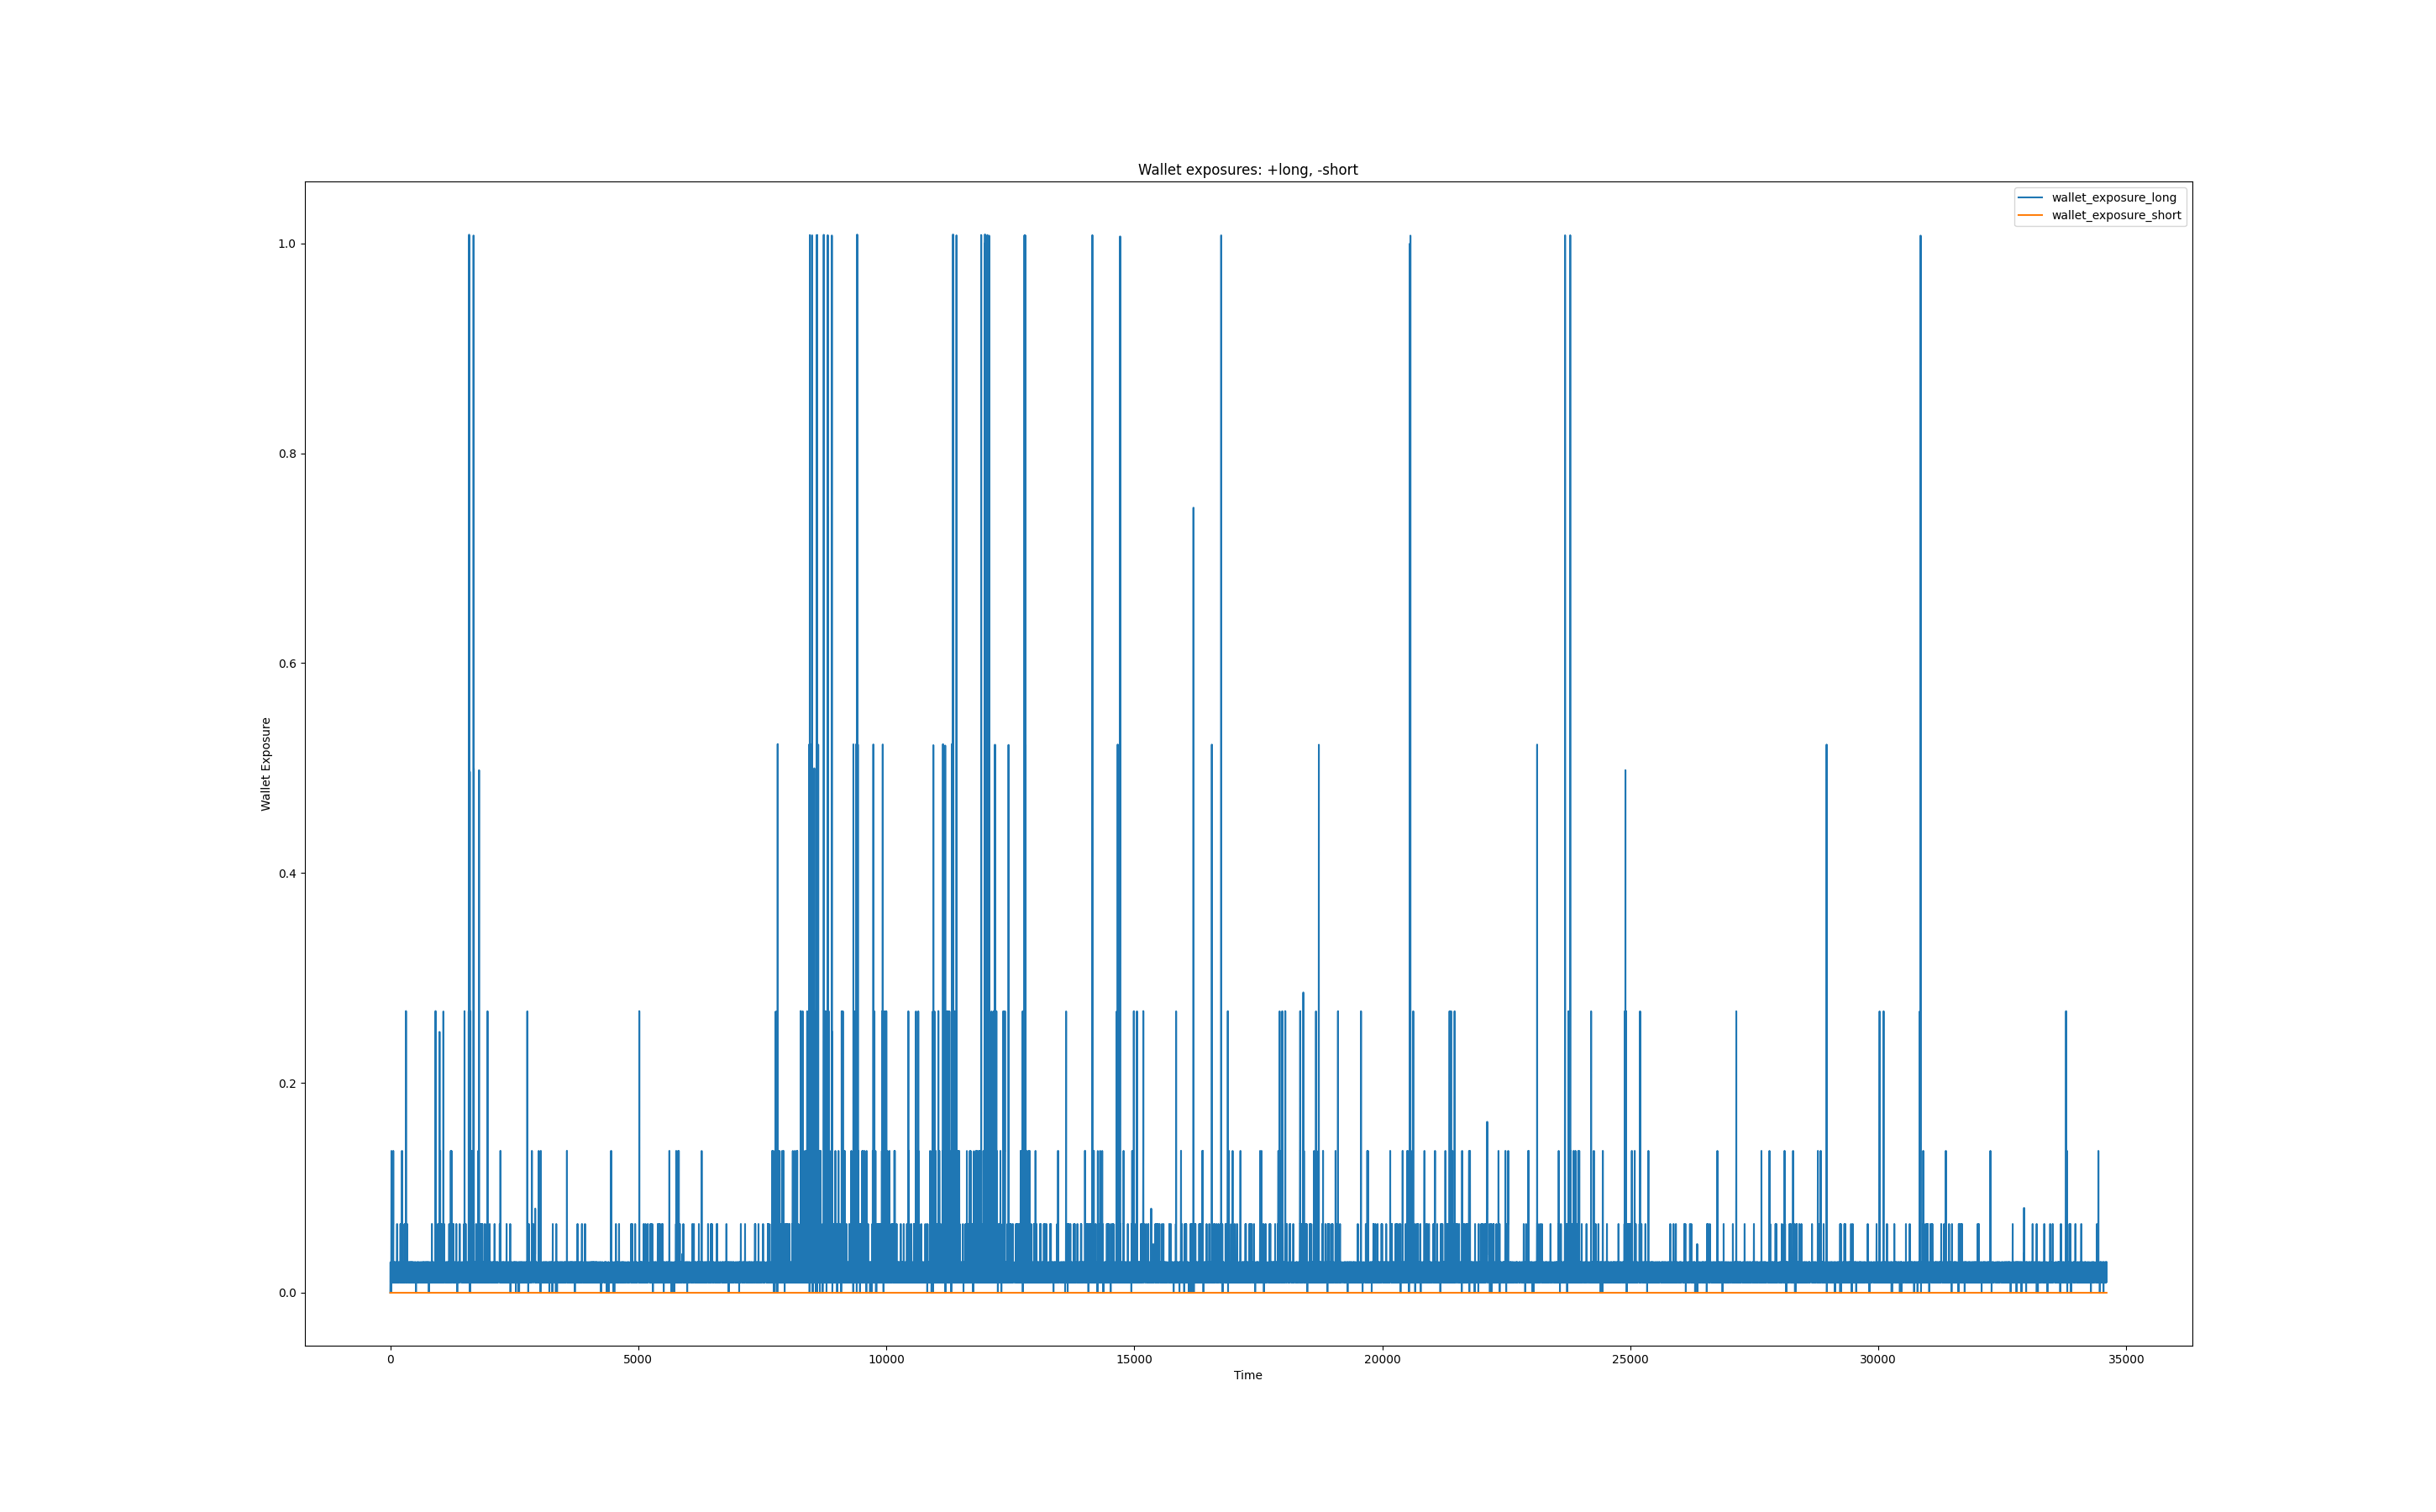 Wallet exposures: +long, -short
wallet_exposure_long
wallet_exposure_short
1.0
0.8
0.6
0.4
0.2
0.0
Wallet Exposure
0 5000 10000 15000 20000 25000 30000 35000
Time